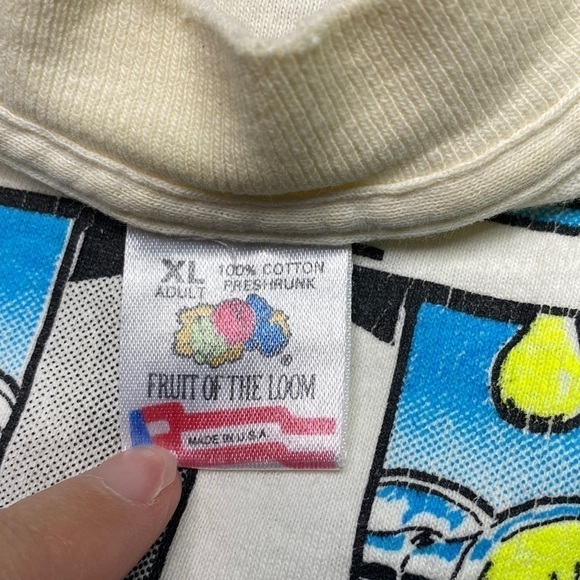 XL 100% COTTON
ADULT PRESHRUNK
®
FRUIT OF THE LOOM
MADE IN U.S.A.